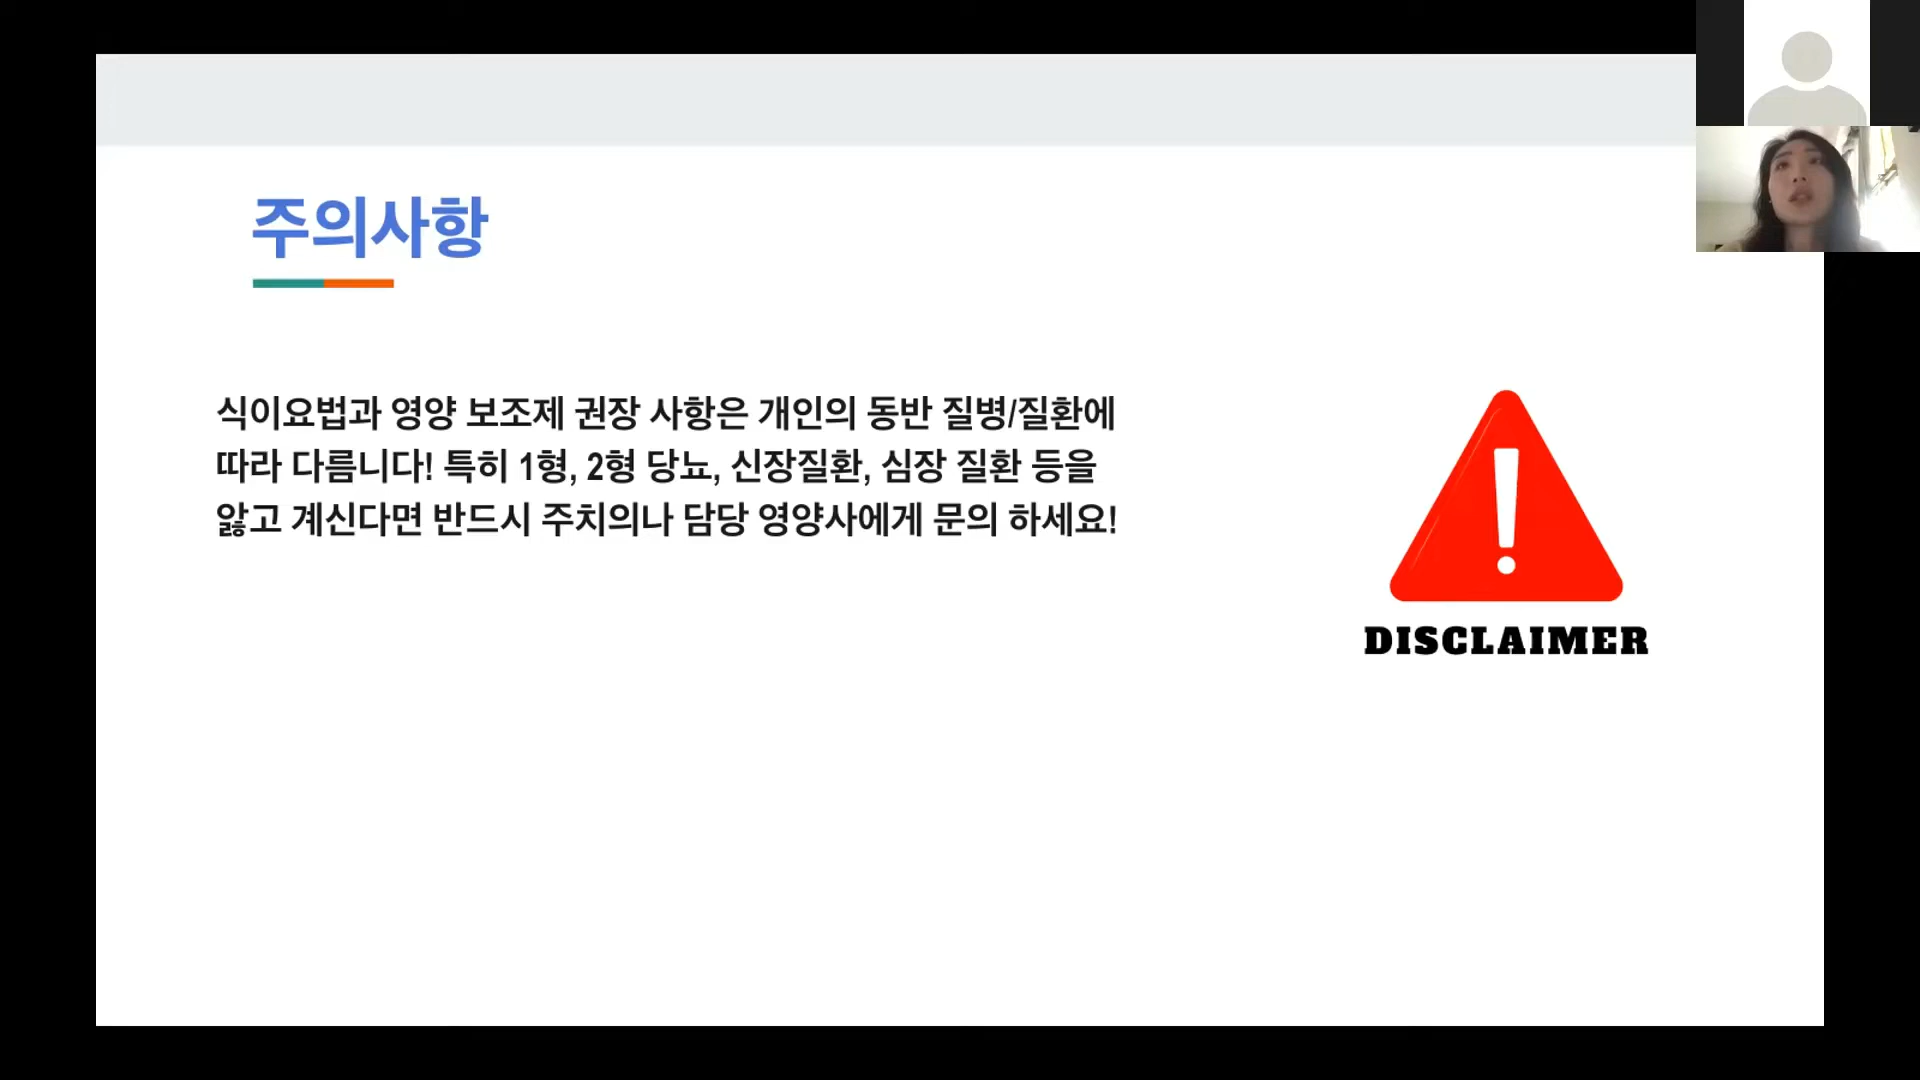 주의사항
식이요법과 영양 보조제 권장 사항은 개인의 동반 질병/질환에
따라 다름니다! 특히 1형, 2형 당뇨, 신장질환, 심장 질환 등을
앓고 계신다면 반드시 주치의나 담당 영양사에게 문의 하세요!
DISCLAIMER